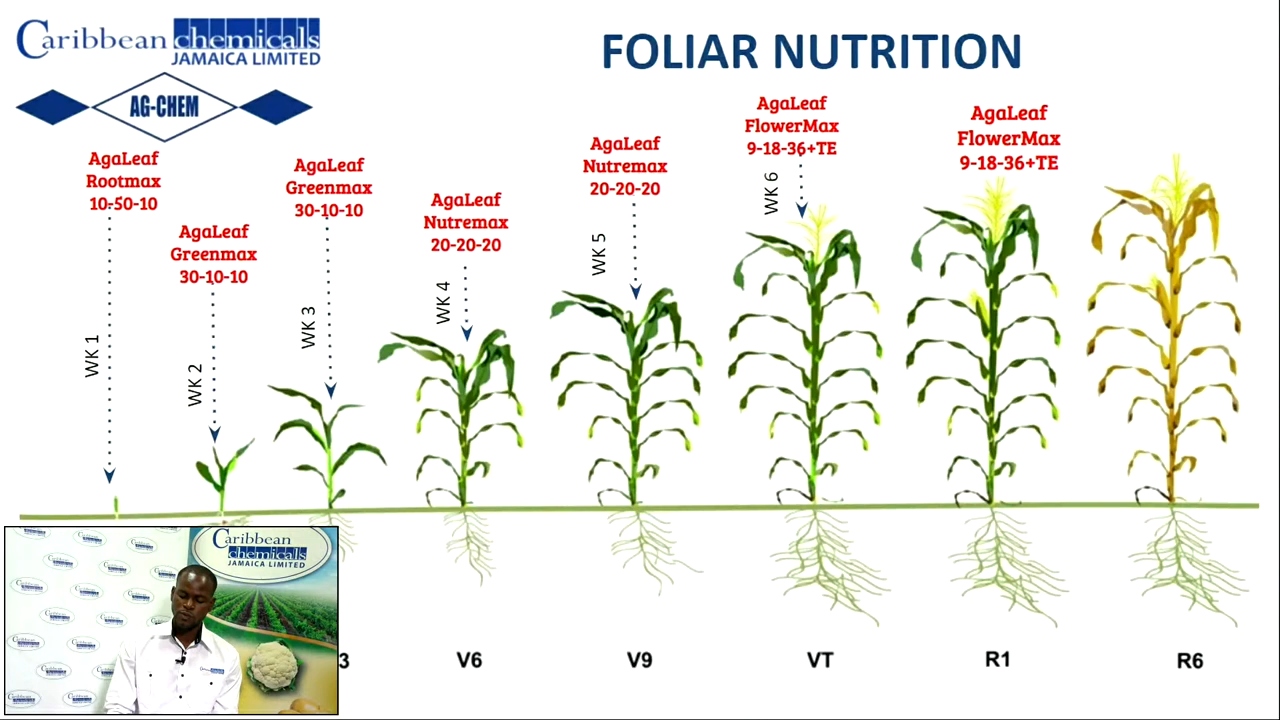 Caribbean chemicals
JAMAICA LIMITED
AG-CHEM
FOLIAR NUTRITION
AgaLeaf
Rootmax
10-50-10
WK 1
AgaLeaf
Greenmax
30-10-10
WK 2
AgaLeaf
Greenmax
30-10-10
WK 3
AgaLeaf
Nutremax
20-20-20
WK 4
AgaLeaf
Nutremax
20-20-20
WK 5
AgaLeaf
FlowerMax
9-18-36+TE
WK 6
AgaLeaf
FlowerMax
9-18-36+TE
3
V6
V9
VT
R1
R6
Caribbean
chemicals
JAMAICA LIMITED